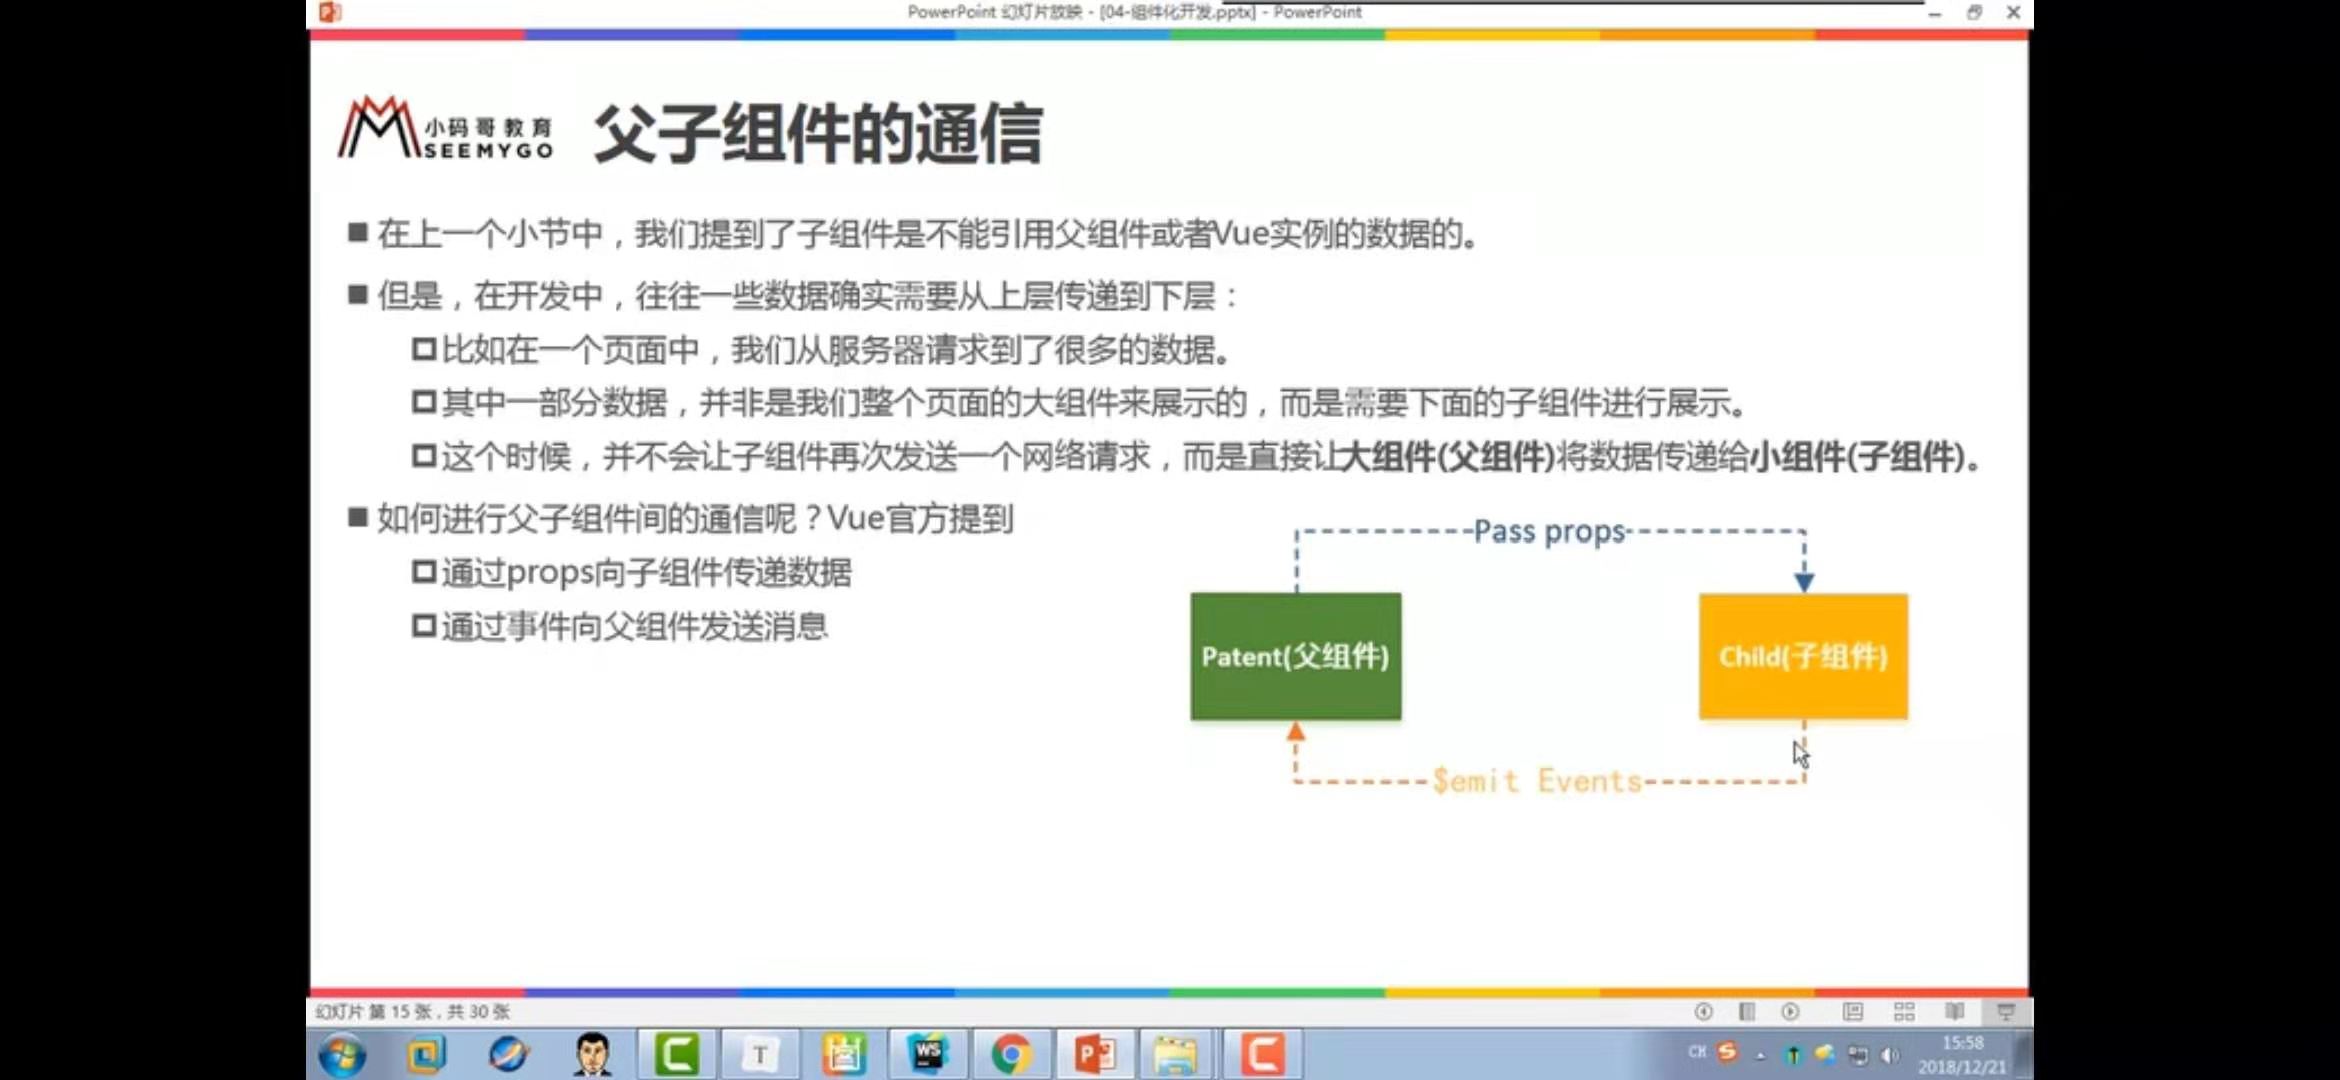 PowerPoint 幻灯片放映 - [04-组件化开发.pptx] - PowerPoint
小码哥教育
SEEMYGO
父子组件的通信
在上一个小节中，我们提到了子组件是不能引用父组件或者Vue实例的数据的。
但是，在开发中，往往一些数据确实需要从上层传递到下层：
比如在一个页面中，我们从服务器请求到了很多的数据。
其中一部分数据，并非是我们整个页面的大组件来展示的，而是需要下面的子组件进行展示。
这个时候，并不会让子组件再次发送一个网络请求，而是直接让大组件(父组件)将数据传递给小组件(子组件)。
如何进行父子组件间的通信呢？Vue官方提到
通过props向子组件传递数据
通过事件向父组件发送消息
Pass props
Patent(父组件)
Child(子组件)
$emit Events
幻灯片 第 15 张，共 30 张
T
WS
CH
15:58
2018/12/21